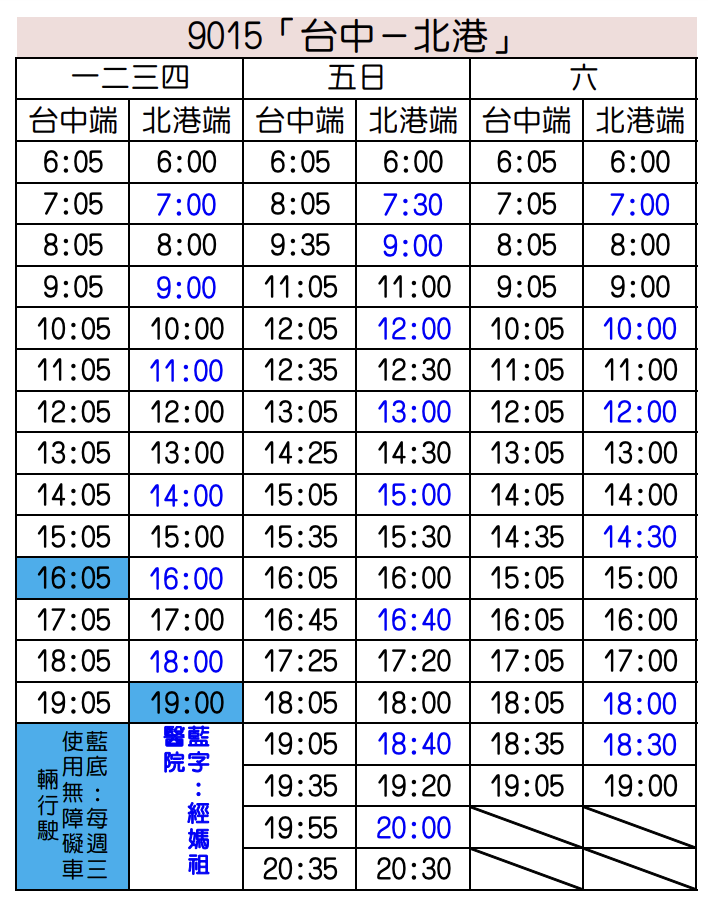 9015「台中－北港」
一二三四 五日 六
台中端 北港端 台中端 北港端 台中端 北港端
6:05 6:00 6:05 6:00 6:05 6:00
7:05 7:00 8:05 7:30 7:05 7:00
8:05 8:00 9:35 9:00 8:05 8:00
9:05 9:00 11:05 11:00 9:05 9:00
10:05 10:00 12:05 12:00 10:05 10:00
11:05 11:00 12:35 12:30 11:05 11:00
12:05 12:00 13:05 13:00 12:05 12:00
13:05 13:00 14:25 14:30 13:05 13:00
14:05 14:00 15:05 15:00 14:05 14:00
15:05 15:00 15:35 15:30 14:35 14:30
16:05 16:00 16:05 16:00 15:05 15:00
17:05 17:00 16:45 16:40 16:05 16:00
18:05 18:00 17:25 17:20 17:05 17:00
19:05 19:00 18:05 18:00 18:05 18:00
19:05 18:40 18:35 18:30
19:35 19:20 19:05 19:00
19:55 20:00
20:35 20:30
藍底：每週三
使用無障礙車
輛行駛
藍字：經媽祖
醫院